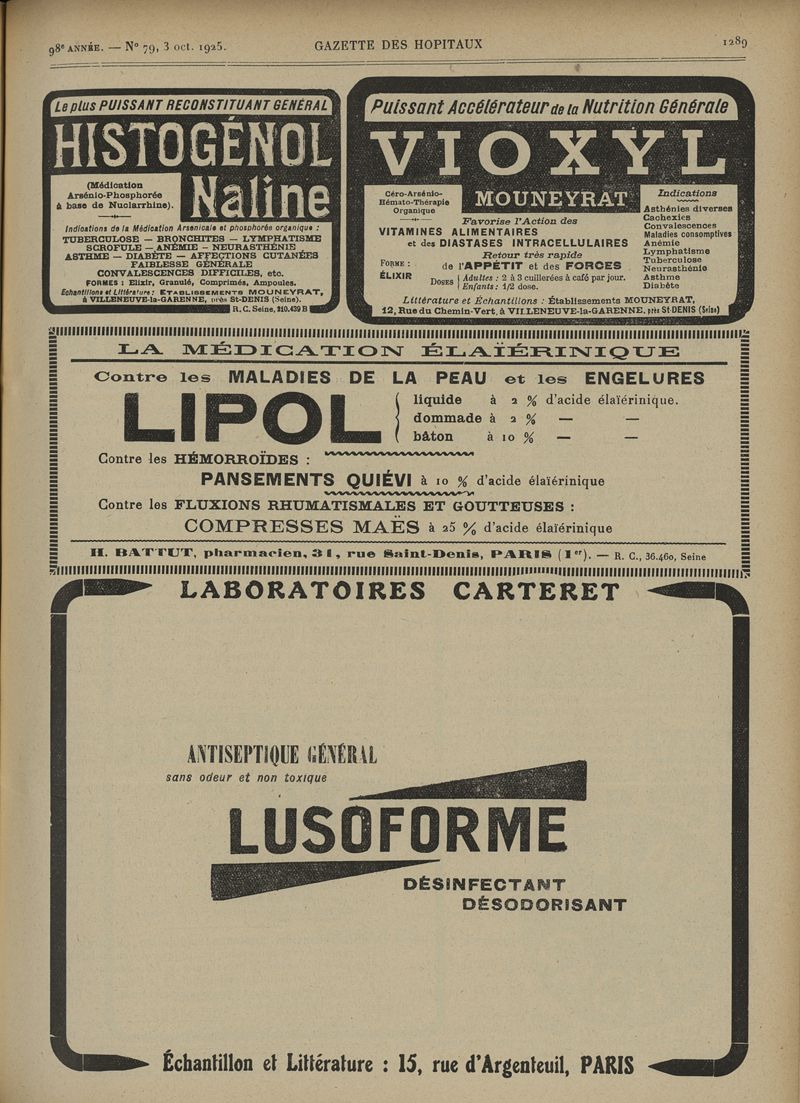 98e ANNÉE. — No 79, 3 oct. 1925.
GAZETTE DES HOPITAUX
1289
Le plus PUISSANT RECONSTITUANT GÉNÉRAL
HISTOGÉNOL
Naline
(Médication
Arsénio-Phosphorée
à base de Nuclarrhine).
Indications de la Médication Arsenicale et phosphorée organique :
TUBERCULOSE — BRONCHITES — LYMPHATISME
SCROFULE — ANÉMIE — NEURASTHÉNIE
ASTHME — DIABÈTE — AFFECTIONS CUTANÉES
FAIBLESSE GÉNÉRALE
CONVALESCENCES DIFFICILES, etc.
FORMES : Elixir, Granulé, Comprimés, Ampoules.
Echantillons et Littérature : ETABLISSEMENTS MOUNEYRAT,
à VILLENEUVE-la-GARENNE, près St-DENIS (Seine).
R. C. Seine, 210.439 B
Puissant Accélérateur de la Nutrition Générale
VIOXYL
MOUNEYRAT
Céro-Arsénio-
Hémato-Thérapie
Organique
Favorise l'Action des
VITAMINES ALIMENTAIRES
et des DIASTASES INTRACELLULAIRES
Retour très rapide
de l'APPÉTIT et des FORCES
FORME :
ÉLIXIR
DOSES
Adultes : 2 à 3 cuillerées à café par jour.
Enfants : 1/2 dose.
Indications
Asthénies diverses
Cachexies
Convalescences
Maladies consomptives
Anémie
Lymphatisme
Tuberculose
Neurasthénie
Asthme
Diabète
Littérature et Échantillons : Établissements MOUNEYRAT,
12, Rue du Chemin-Vert, à VILLENEUVE-la-GARENNE, près St-DENIS (Seine)
LA MÉDICATION ÉLAÏÉRINIQUE
Contre les MALADIES DE LA PEAU et les ENGELURES
LIPOL
liquide à 2 % d'acide élaïérinique.
dommade à 2 % — —
bâton à 10 % — —
Contre les HÉMORROÏDES :
PANSEMENTS QUIÉVI à 10 % d'acide élaïérinique
Contre les FLUXIONS RHUMATISMALES ET GOUTTEUSES :
COMPRESSES MAËS à 25 % d'acide élaïérinique
H. BATTUT, pharmacien, 31, rue Saint-Denis, PARIS (1er). — R. C., 36.460, Seine
LABORATOIRES CARTERET
ANTISEPTIQUE GÉNÉRAL
sans odeur et non toxique
LUSOFORME
DÉSINFECTANT
DÉSODORISANT
Échantillon et Littérature : 15, rue d'Argenteuil, PARIS